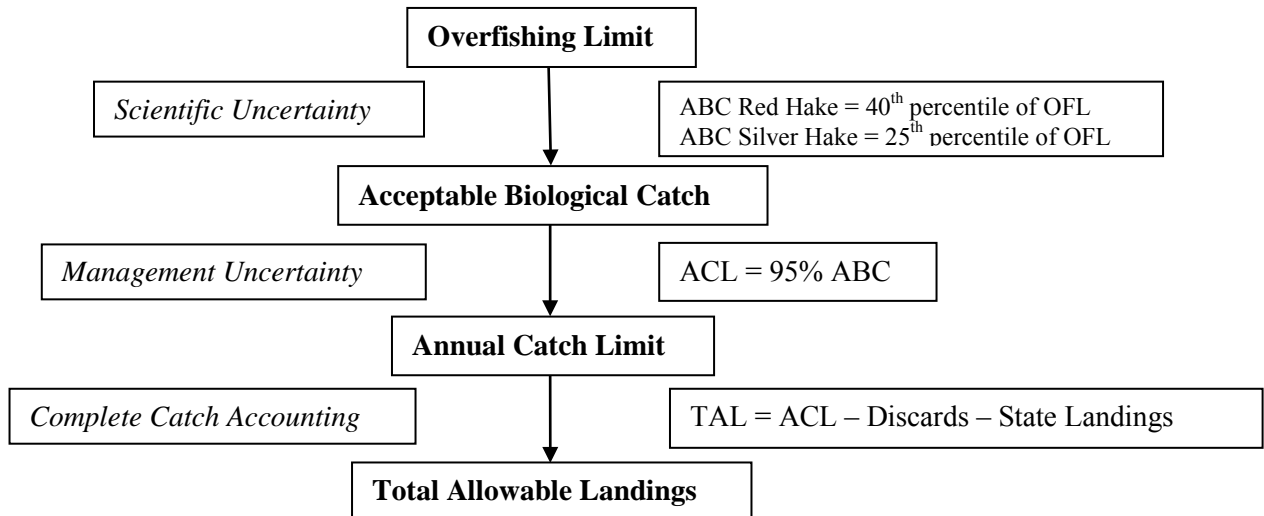 Overfishing Limit
Scientific Uncertainty
ABC Red Hake = 40th percentile of OFL
ABC Silver Hake = 25th percentile of OFL
Acceptable Biological Catch
Management Uncertainty
ACL = 95% ABC
Annual Catch Limit
Complete Catch Accounting
TAL = ACL – Discards – State Landings
Total Allowable Landings